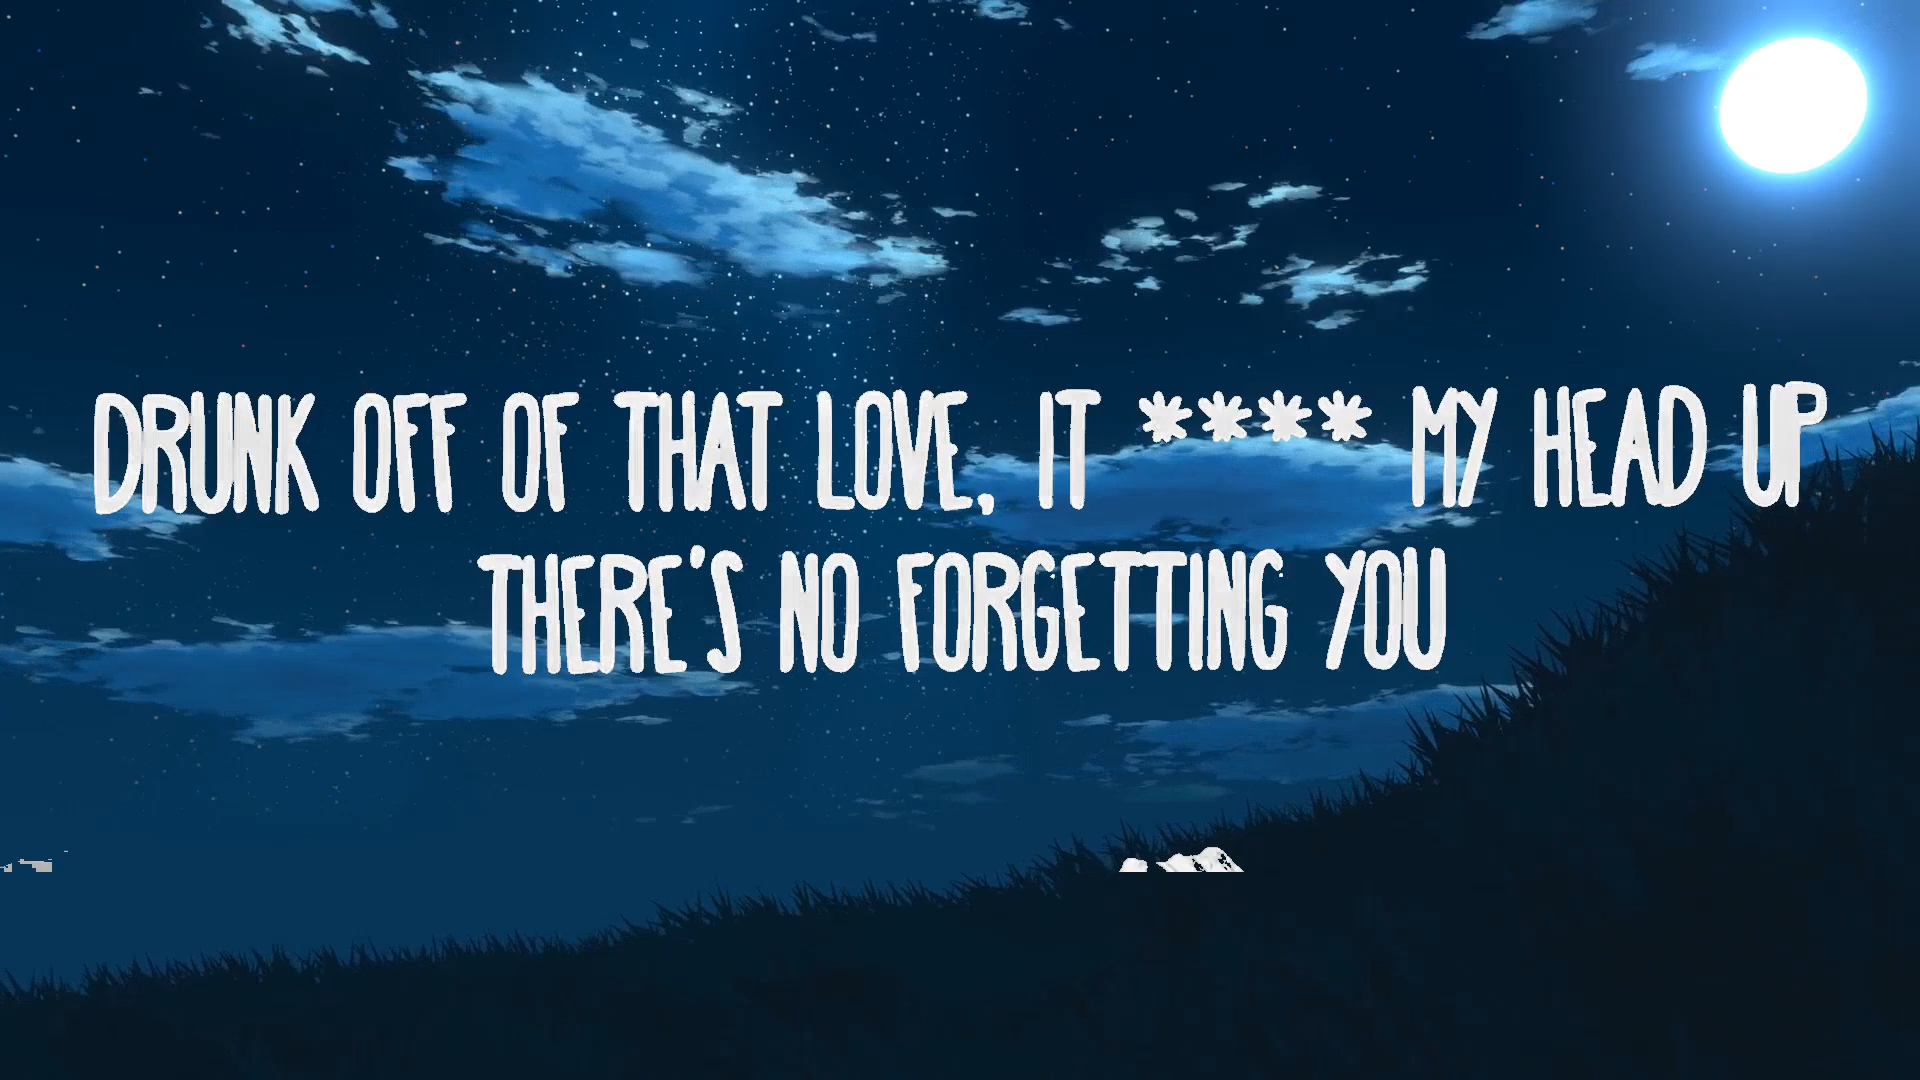 DRUNK OFF OF THAT LOVE, IT **** MY HEAD UP
THERE'S NO FORGETTING YOU